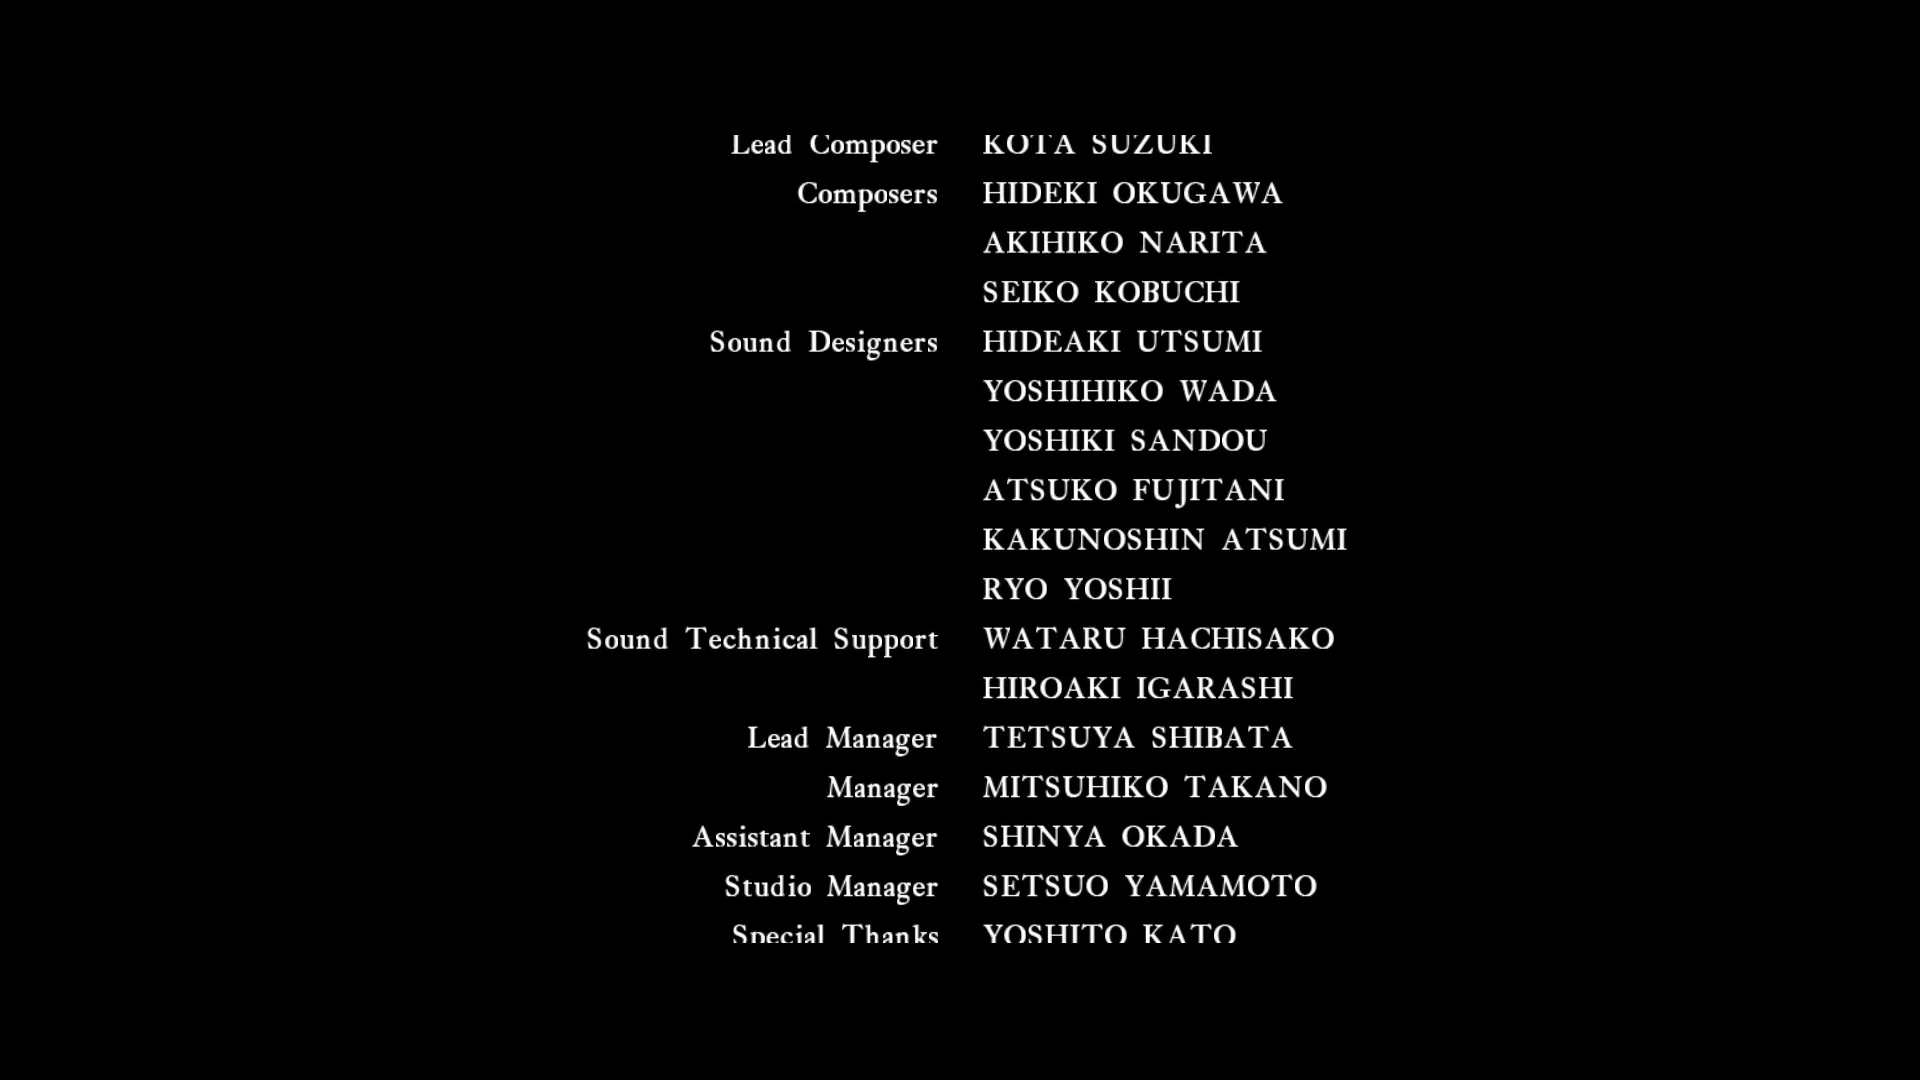 Lead Composer KOTA SUZUKI
Composers HIDEKI OKUGAWA
AKIHIKO NARITA
SEIKO KOBUCHI
Sound Designers HIDEAKI UTSUMI
YOSHIHIKO WADA
YOSHIKI SANDOU
ATSUKO FUJITANI
KAKUNOSHIN ATSUMI
RYO YOSHII
Sound Technical Support WATARU HACHISAKO
HIROAKI IGARASHI
Lead Manager TETSUYA SHIBATA
Manager MITSUHIKO TAKANO
Assistant Manager SHINYA OKADA
Studio Manager SETSUO YAMAMOTO
Special Thanks YOSHITO KATO